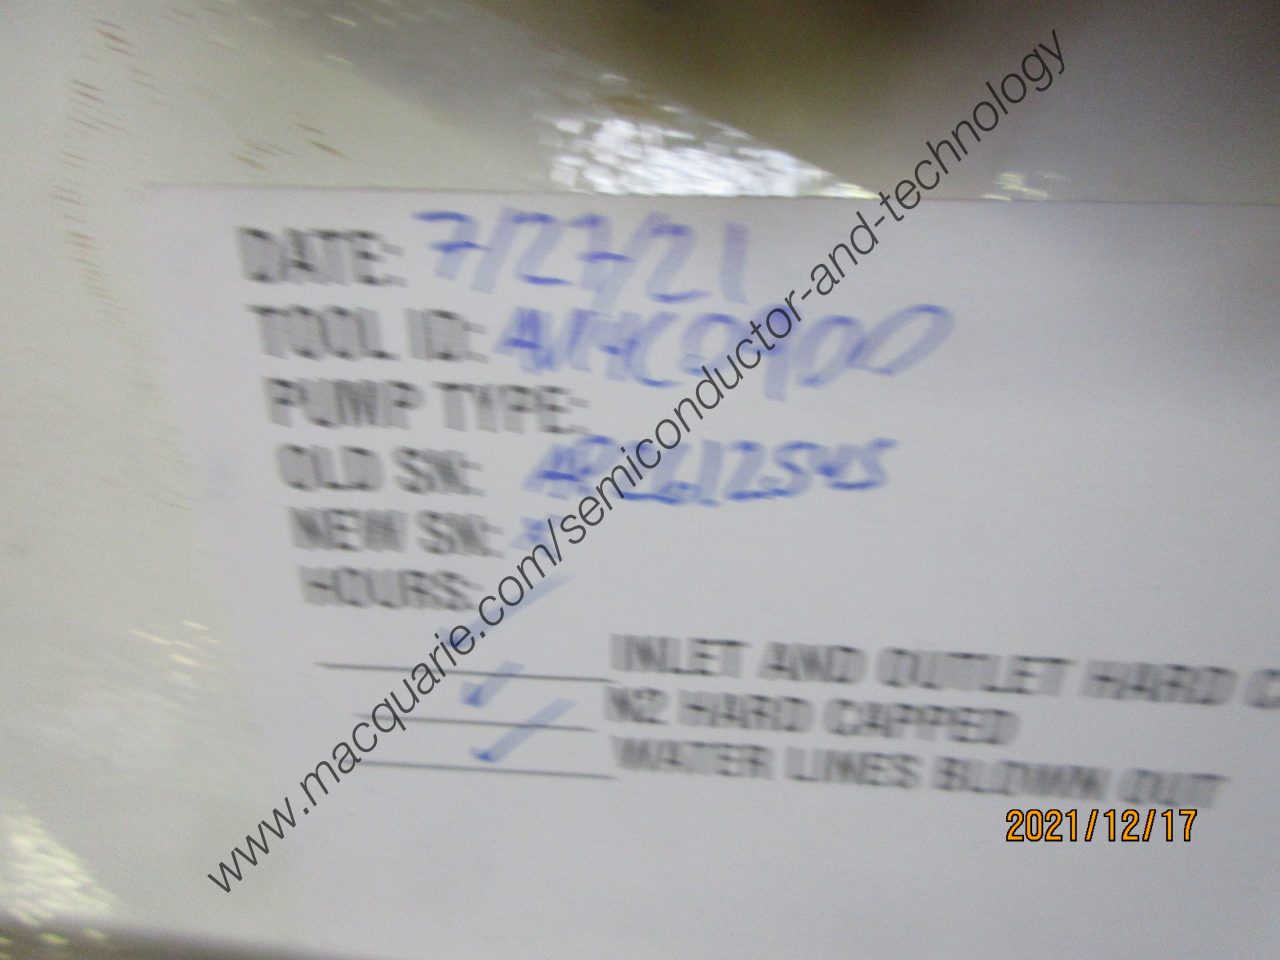 DATE: 7/27/21
TOOL ID:
PUMP TYPE:
OLD SN:
NEW SN:
HOURS:
INLET AND OUTLET HARD C
N2 HARD CAPPED
WATER LINES BLOWN OUT
www.macquarie.com/semiconductor-and-technology
2021/12/17